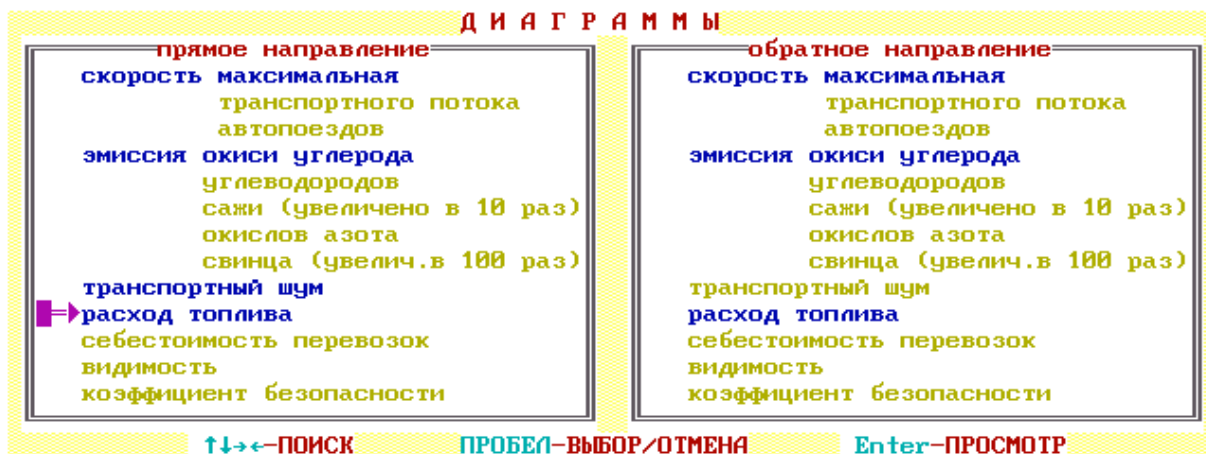 Д И А Г Р А М М Ы
прямое направление
скорость максимальная
транспортного потока
автопоездов
эмиссия окиси углерода
углеводородов
сажи (увеличено в 10 раз)
окислов азота
свинца (увелич.в 100 раз)
транспортный шум
расход топлива
себестоимость перевозок
видимость
коэффициент безопасности
обратное направление
скорость максимальная
транспортного потока
автопоездов
эмиссия окиси углерода
углеводородов
сажи (увеличено в 10 раз)
окислов азота
свинца (увелич.в 100 раз)
транспортный шум
расход топлива
себестоимость перевозок
видимость
коэффициент безопасности
↑↓→←-ПОИСК ПРОБЕЛ-ВЫБОР/ОТМЕНА Enter-ПРОСМОТР